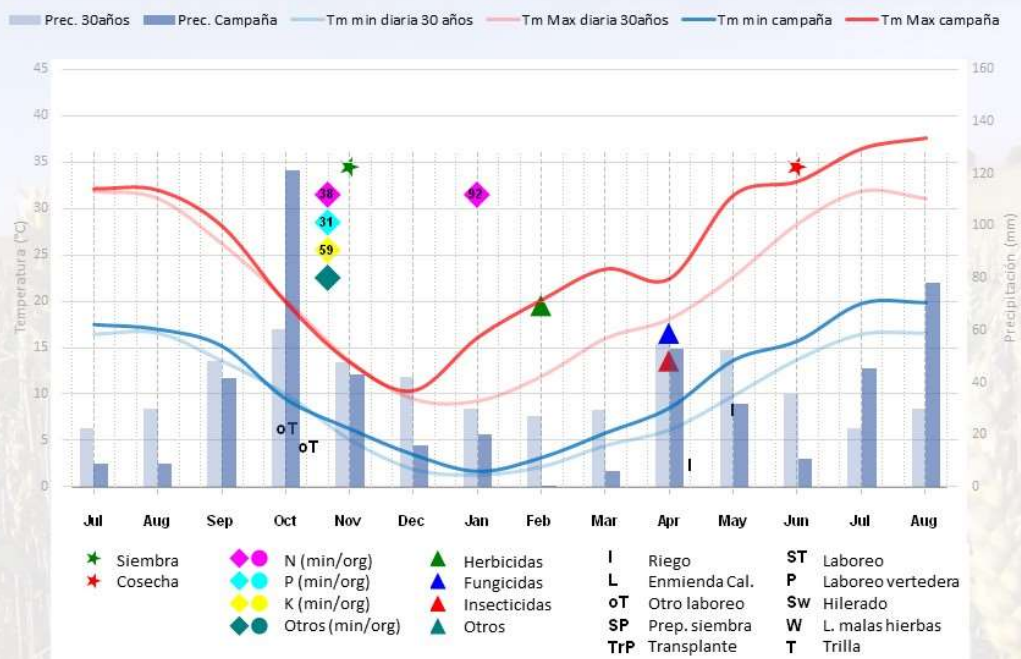 Prec. 30años Prec. Campaña Tm min diaria 30 años Tm Max diaria 30años Tm min campaña Tm Max campaña
45 160
40 140
35 120
30 100
25 80
20 60
15 40
10 20
5 0
0
Temperatura (°C)
Precipitación (mm)
38
92
31
59
oT
oT
I
I
Jul Aug Sep Oct Nov Dec Jan Feb Mar Apr May Jun Jul Aug
Siembra
Cosecha
N (min/org)
P (min/org)
K (min/org)
Otros (min/org)
Herbicidas
Fungicidas
Insecticidas
Otros
I Riego
L Enmienda Cal.
oT Otro laboreo
SP Prep. siembra
TrP Transplante
ST Laboreo
P Laboreo vertedera
Sw Hilerado
W L. malas hierbas
T Trilla